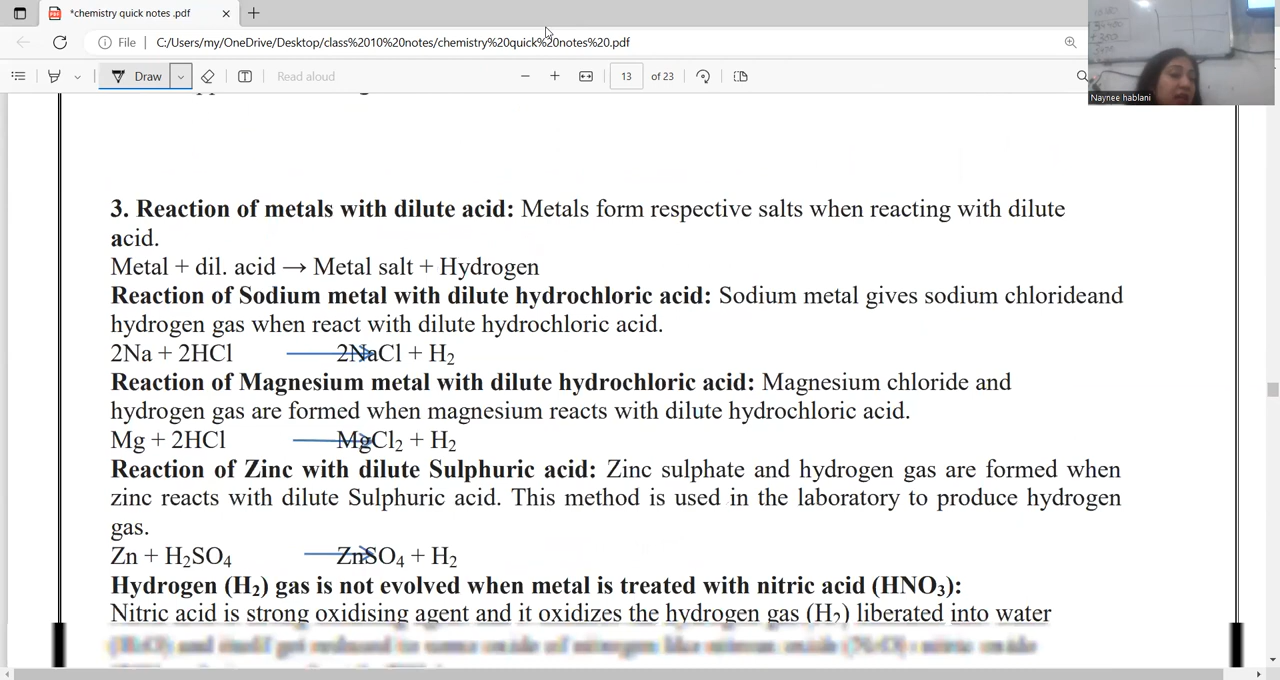 *chemistry quick notes .pdf
File C:/Users/my/OneDrive/Desktop/class%2010%20notes/chemistry%20quick%20notes%20.pdf
Draw Read aloud 13 of 23
Naynee hablani
3. Reaction of metals with dilute acid: Metals form respective salts when reacting with dilute
acid.
Metal + dil. acid → Metal salt + Hydrogen
Reaction of Sodium metal with dilute hydrochloric acid: Sodium metal gives sodium chlorideand
hydrogen gas when react with dilute hydrochloric acid.
2Na + 2HCl → 2NaCl + H₂
Reaction of Magnesium metal with dilute hydrochloric acid: Magnesium chloride and
hydrogen gas are formed when magnesium reacts with dilute hydrochloric acid.
Mg + 2HCl → MgCl₂ + H₂
Reaction of Zinc with dilute Sulphuric acid: Zinc sulphate and hydrogen gas are formed when
zinc reacts with dilute Sulphuric acid. This method is used in the laboratory to produce hydrogen
gas.
Zn + H₂SO₄ → ZnSO₄ + H₂
Hydrogen (H₂) gas is not evolved when metal is treated with nitric acid (HNO₃):
Nitric acid is strong oxidising agent and it oxidizes the hydrogen gas (H₂) liberated into water